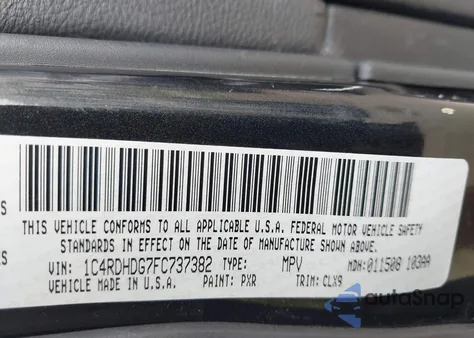 S
THIS VEHICLE CONFORMS TO ALL APPLICABLE U.S.A. FEDERAL MOTOR VEHICLE SAFETY
STANDARDS IN EFFECT ON THE DATE OF MANUFACTURE SHOWN ABOVE.
VIN: 1C4RDHDG7FC737382 TYPE: MPV MDH: 011508 103AA
VEHICLE MADE IN U.S.A. PAINT: PXR TRIM: CLX9
autoSnap